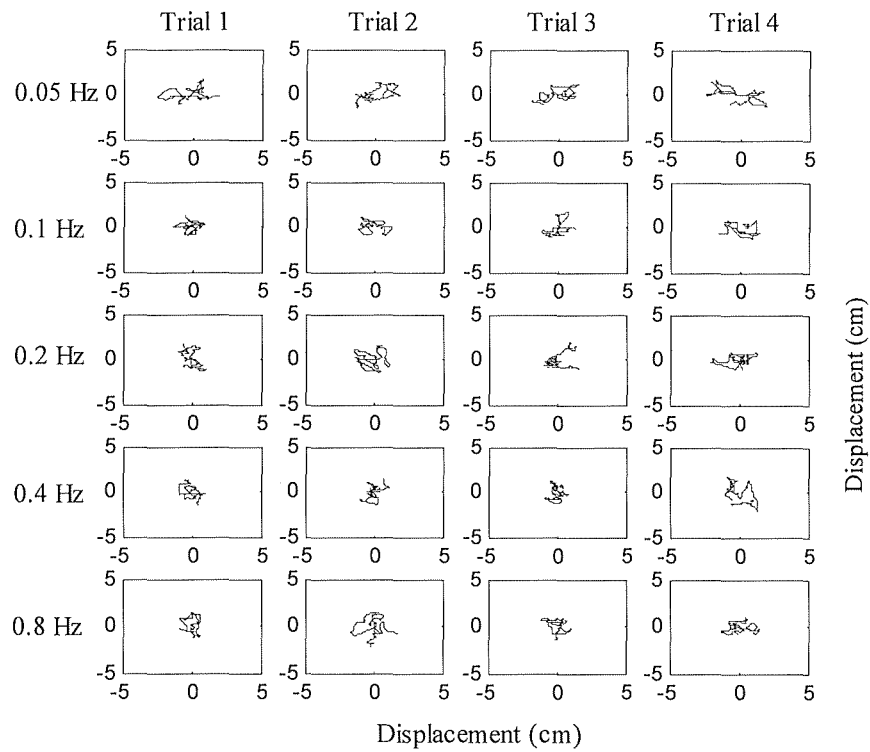 Trial 1 Trial 2 Trial 3 Trial 4
5 5 5 5
0.05 Hz 0 0 0 0
-5 -5 -5 -5
-5 0 5 -5 0 5 -5 0 5 -5 0 5
5 5 5 5
0.1 Hz 0 0 0 0
-5 -5 -5 -5
-5 0 5 -5 0 5 -5 0 5 -5 0 5
5 5 5 5
0.2 Hz 0 0 0 0
-5 -5 -5 -5
-5 0 5 -5 0 5 -5 0 5 -5 0 5
5 5 5 5
0.4 Hz 0 0 0 0
-5 -5 -5 -5
-5 0 5 -5 0 5 -5 0 5 -5 0 5
5 5 5 5
0.8 Hz 0 0 0 0
-5 -5 -5 -5
-5 0 5 -5 0 5 -5 0 5 -5 0 5
Displacement (cm)
Displacement (cm)